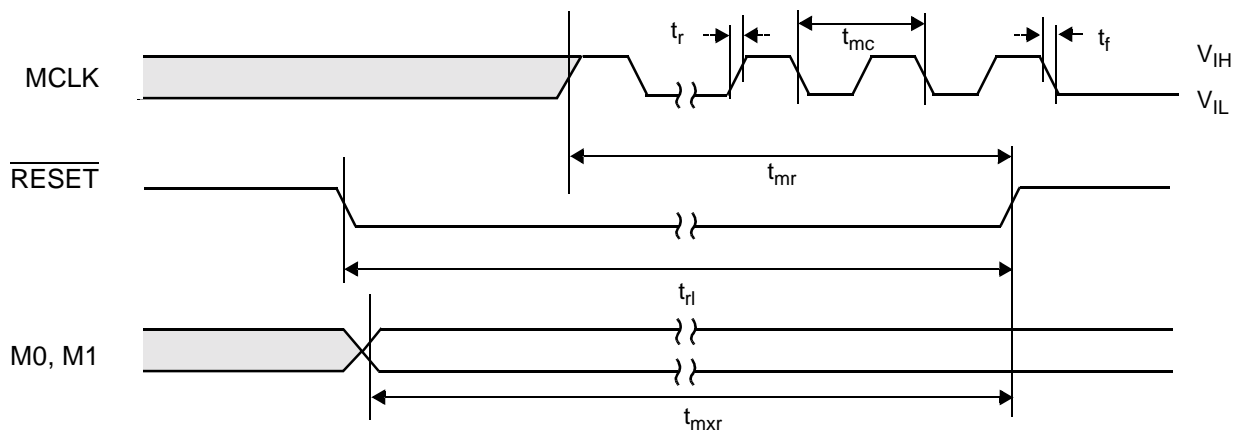 t_r
t_mc
t_f
V_IH
MCLK
V_IL
RESET
t_mr
t_rl
M0, M1
t_mxr